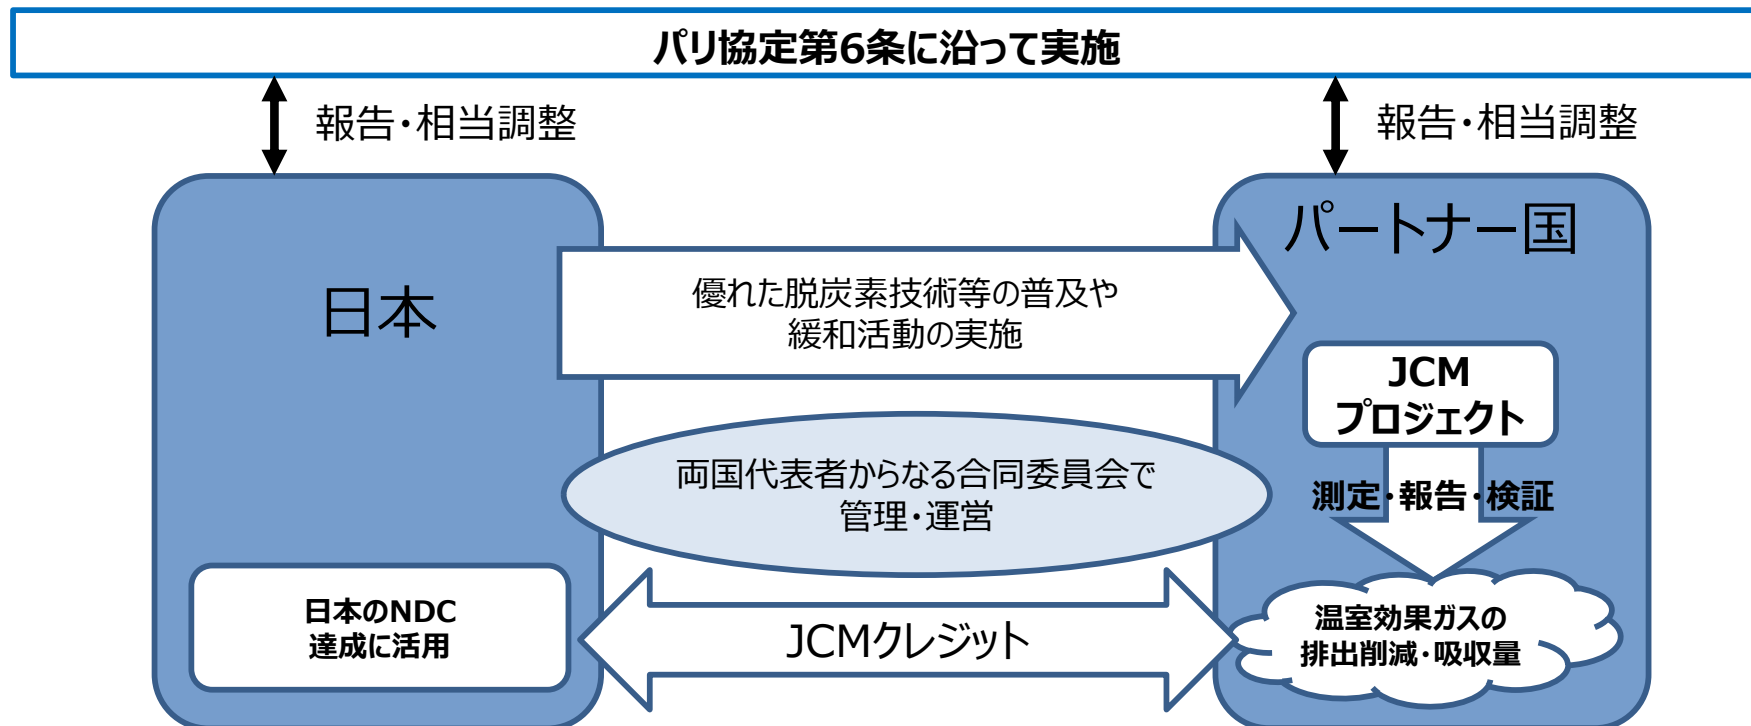 パリ協定第6条に沿って実施
報告・相当調整
報告・相当調整
日本
パートナー国
優れた脱炭素技術等の普及や
緩和活動の実施
JCM
プロジェクト
両国代表者からなる合同委員会で
管理・運営
測定・報告・検証
日本のNDC
達成に活用
JCMクレジット
温室効果ガスの
排出削減・吸収量